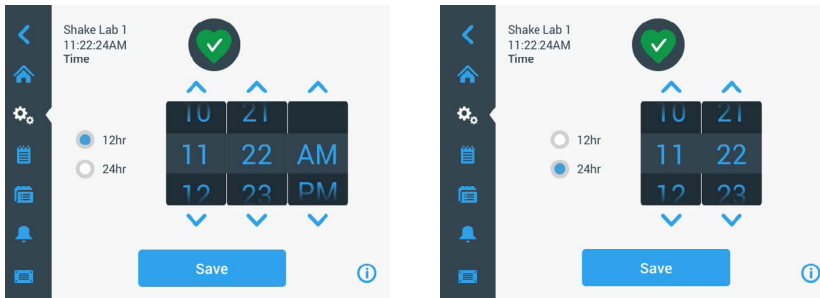 Shake Lab 1
11:22:24AM
Time
12hr
24hr
10 21
11 22 AM
12 23 PM
Save
Shake Lab 1
11:22:24AM
Time
12hr
24hr
10 21
11 22
12 23
Save